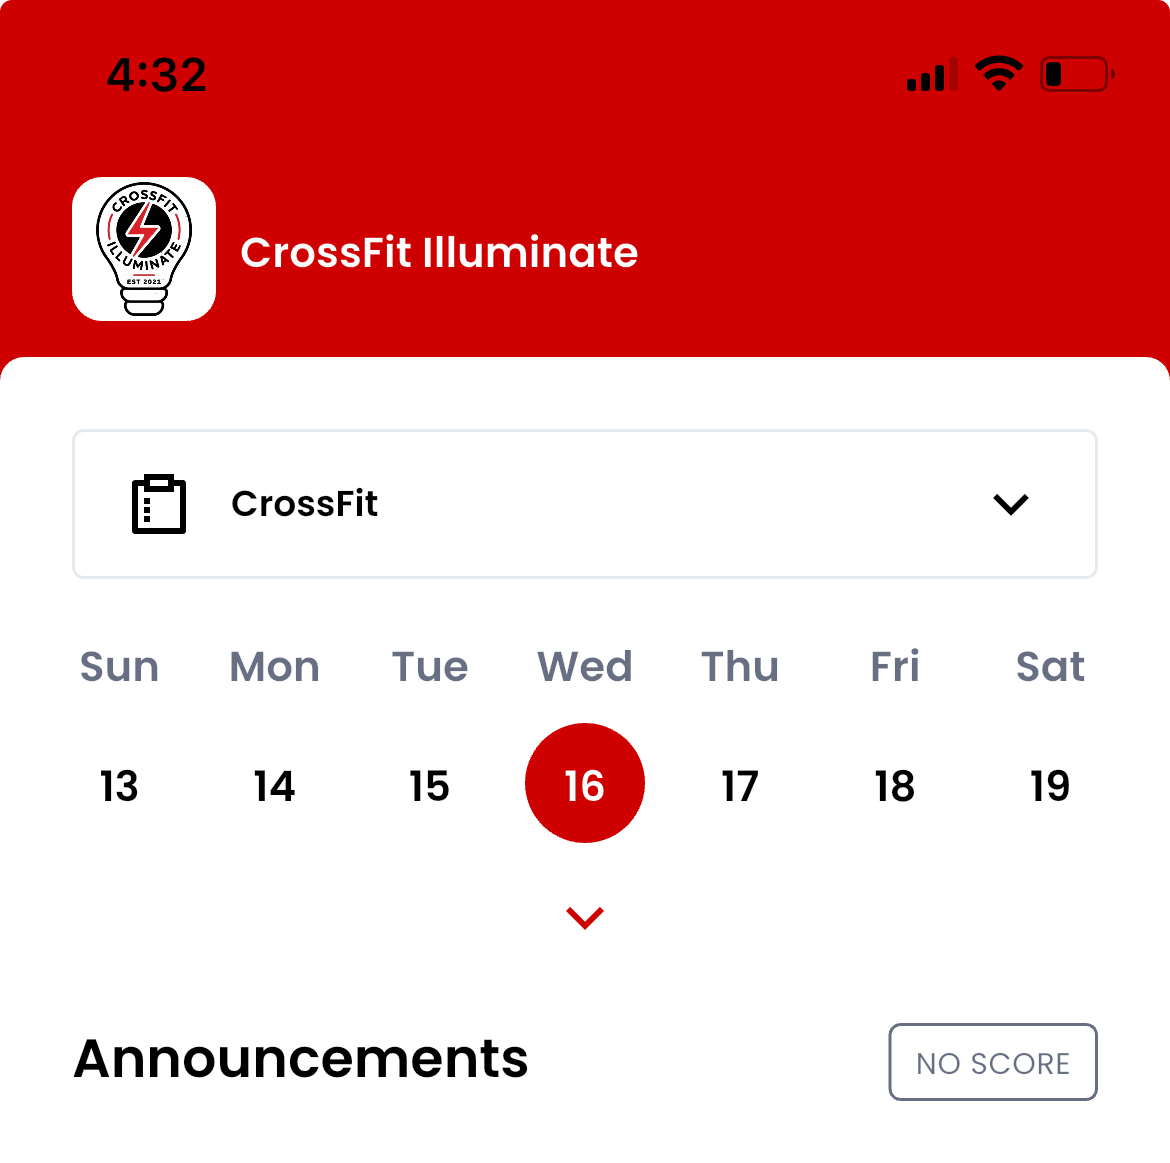 4:32
CROSSFIT
ILLUMINATE
EST 2021
CrossFit Illuminate
CrossFit
Sun Mon Tue Wed Thu Fri Sat
13 14 15 16 17 18 19
Announcements
NO SCORE